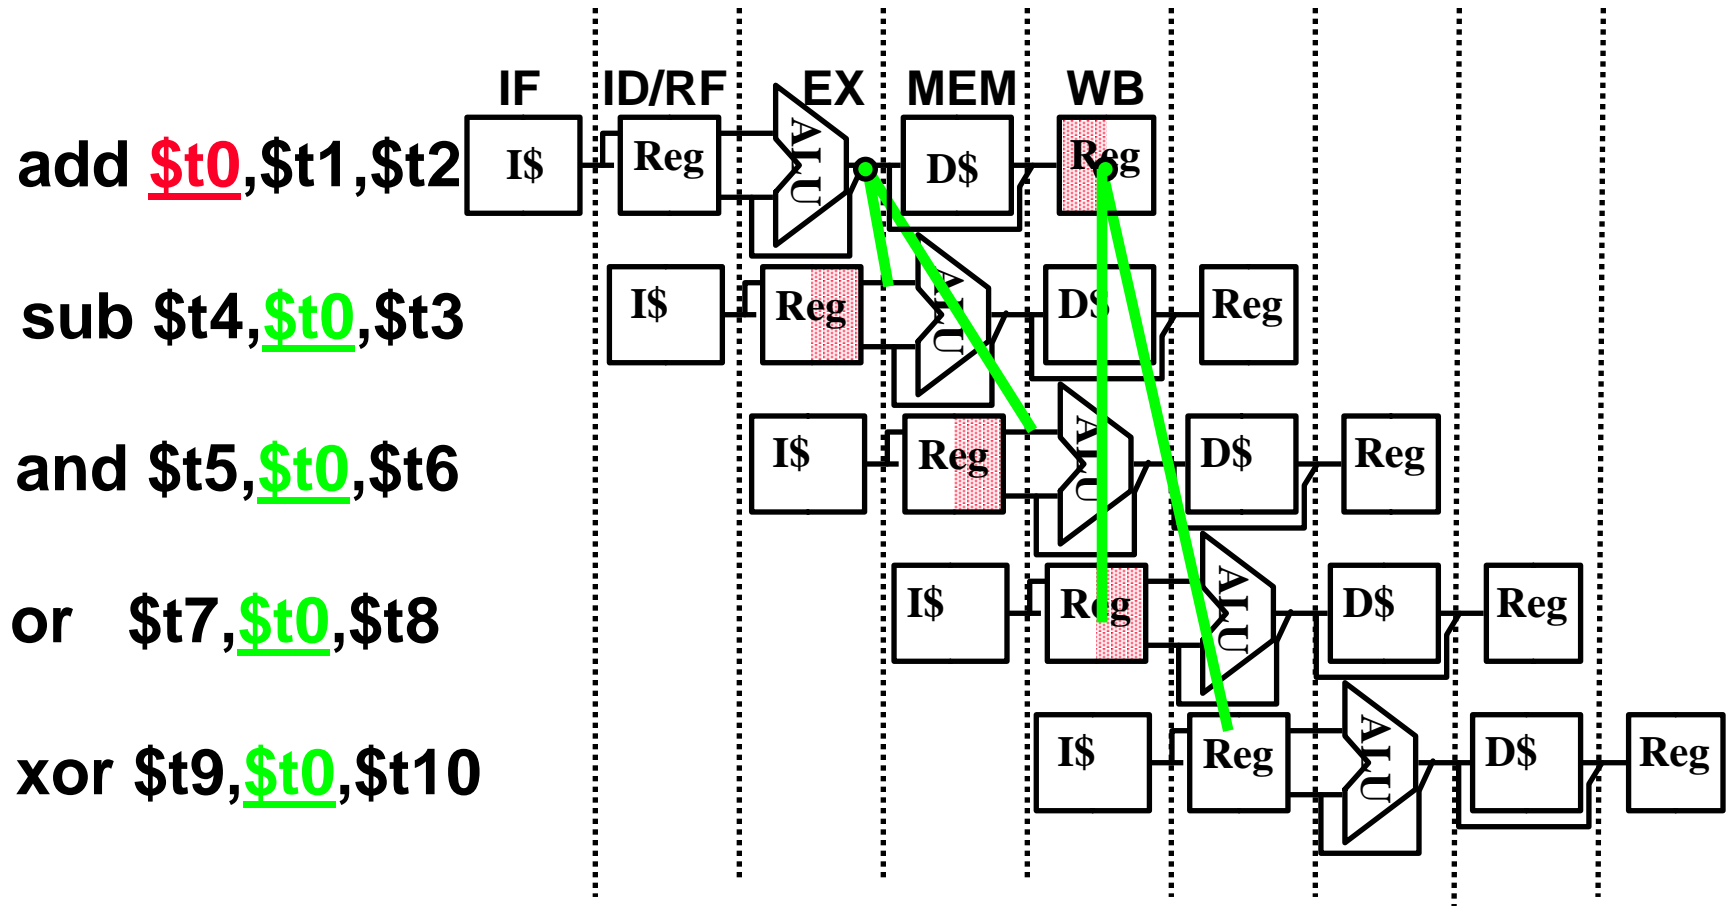 IF ID/RF EX MEM WB
add $t0,$t1,$t2 I$ Reg ALU D$ Reg
sub $t4,$t0,$t3 I$ Reg ALU D$ Reg
and $t5,$t0,$t6 I$ Reg ALU D$ Reg
or $t7,$t0,$t8 I$ Reg ALU D$ Reg
xor $t9,$t0,$t10 I$ Reg ALU D$ Reg